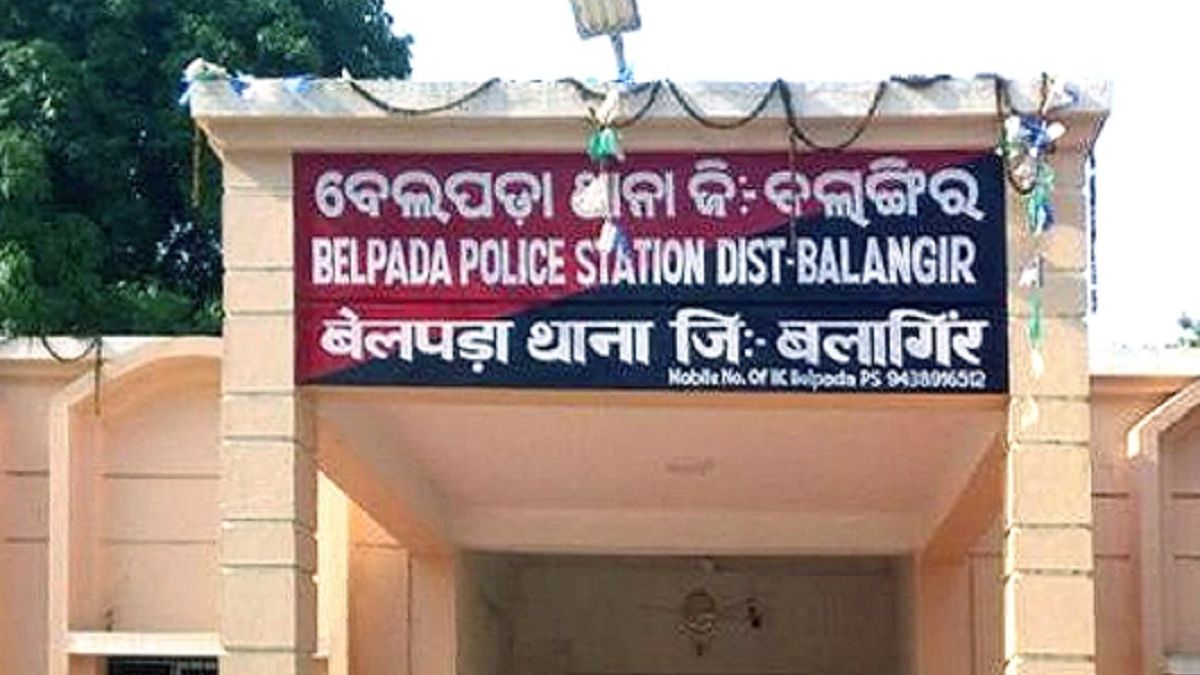 ବେଲପଡ଼ା ଥାନା ଜି:- ବଲାଙ୍ଗିର
BELPADA POLICE STATION DIST-BALANGIR
बेलपड़ा थाना जि:- बलागिंर
Mobile No. Of IIC Belpada PS 9438916512